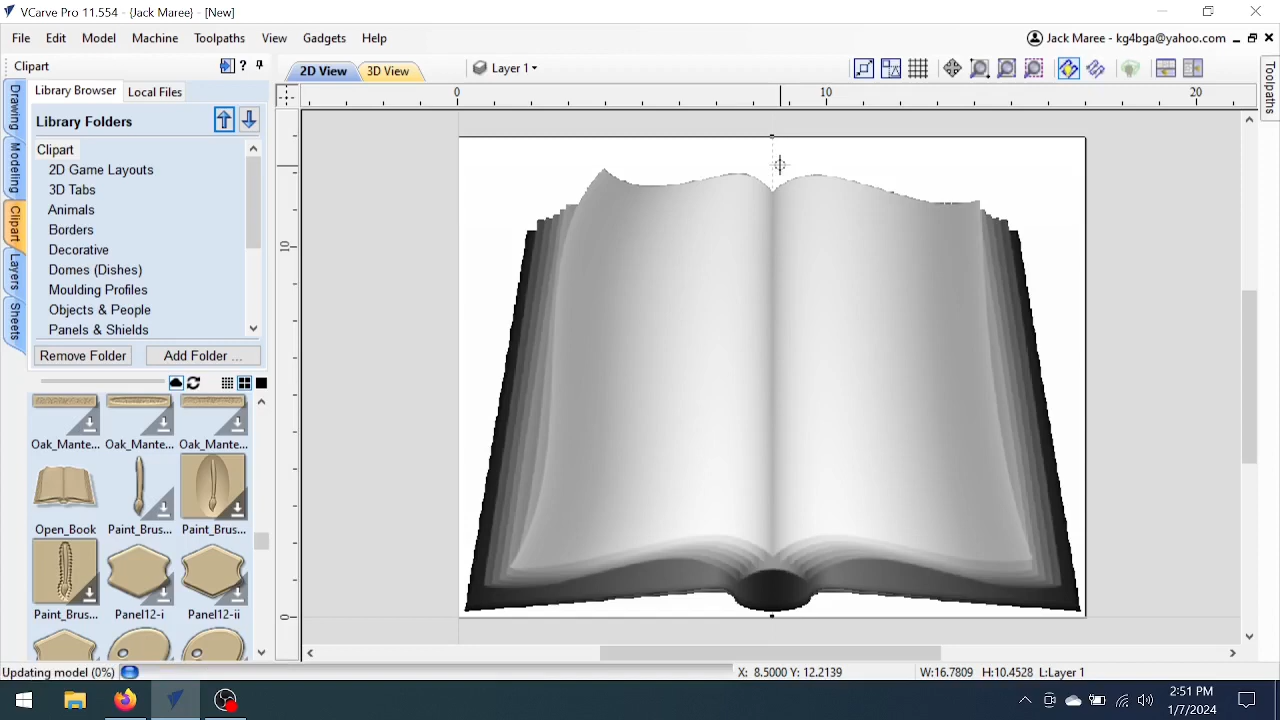 VCarve Pro 11.554 - {Jack Maree} - [New]
File Edit Model Machine Toolpaths View Gadgets Help
Jack Maree - kg4bga@yahoo.com
Clipart
2D View 3D View Layer 1
Library Browser Local Files
0 10 20
Library Folders
Clipart
2D Game Layouts
3D Tabs
Animals
Borders
Decorative
Domes (Dishes)
Moulding Profiles
Objects & People
Panels & Shields
Remove Folder Add Folder ...
Drawing
Modeling
Clipart
Layers
Sheets
Toolpaths
10
0
Oak_Mante... Oak_Mante... Oak_Mante...
Open_Book Paint_Brus... Paint_Brus...
Paint_Brus... Panel12-i Panel12-ii
Updating model (0%) X: 8.5000 Y: 12.2139 W:16.7809 H:10.4528 L:Layer 1
2:51 PM
1/7/2024